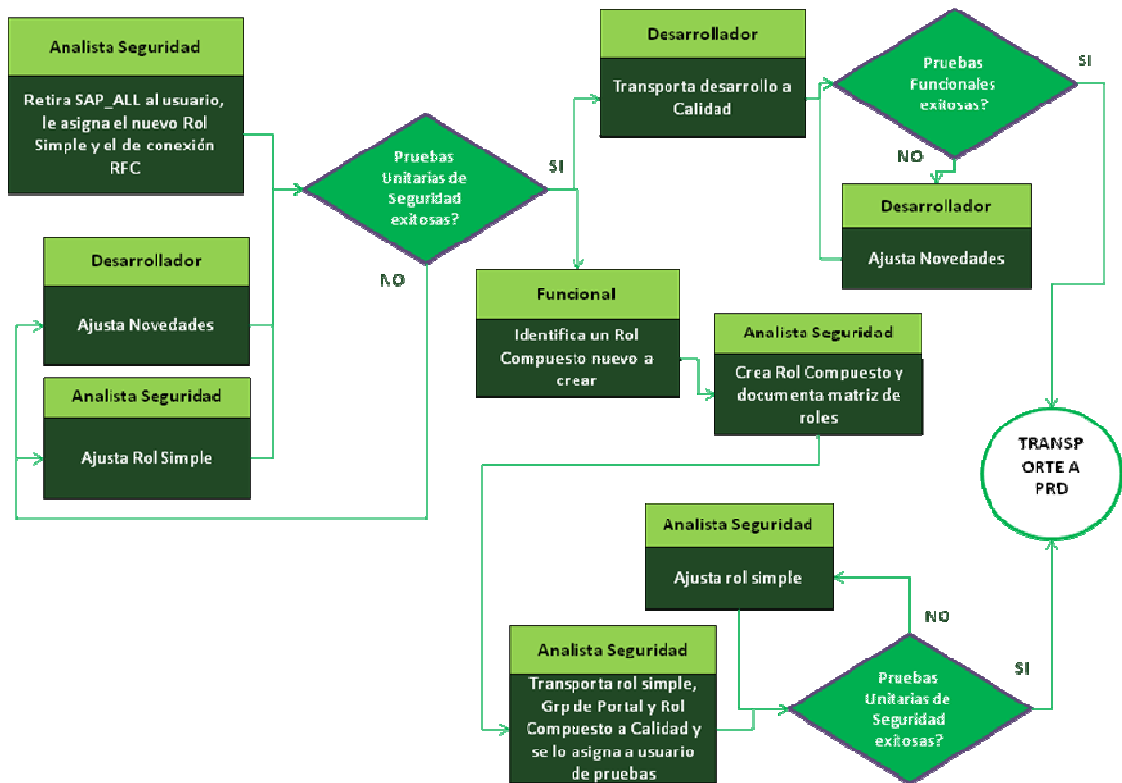 Analista Seguridad
Retira SAP_ALL al usuario,
le asigna el nuevo Rol
Simple y el de conexión
RFC
Desarrollador
Ajusta Novedades
Analista Seguridad
Ajusta Rol Simple
Pruebas
Unitarias de
Seguridad
exitosas?
SI
NO
Desarrollador
Transporta desarrollo a
Calidad
Pruebas
Funcionales
exitosas?
SI
NO
Desarrollador
Ajusta Novedades
Funcional
Identifica un Rol
Compuesto nuevo a
crear
Analista Seguridad
Crea Rol Compuesto y
documenta matriz de
roles
TRANSP
ORTE A
PRD
Analista Seguridad
Ajusta rol simple
NO
Analista Seguridad
Transporta rol simple,
Grp de Portal y Rol
Compuesto a Calidad y
se lo asigna a usuario
de pruebas
Pruebas
Unitarias de
Seguridad
exitosas?
SI